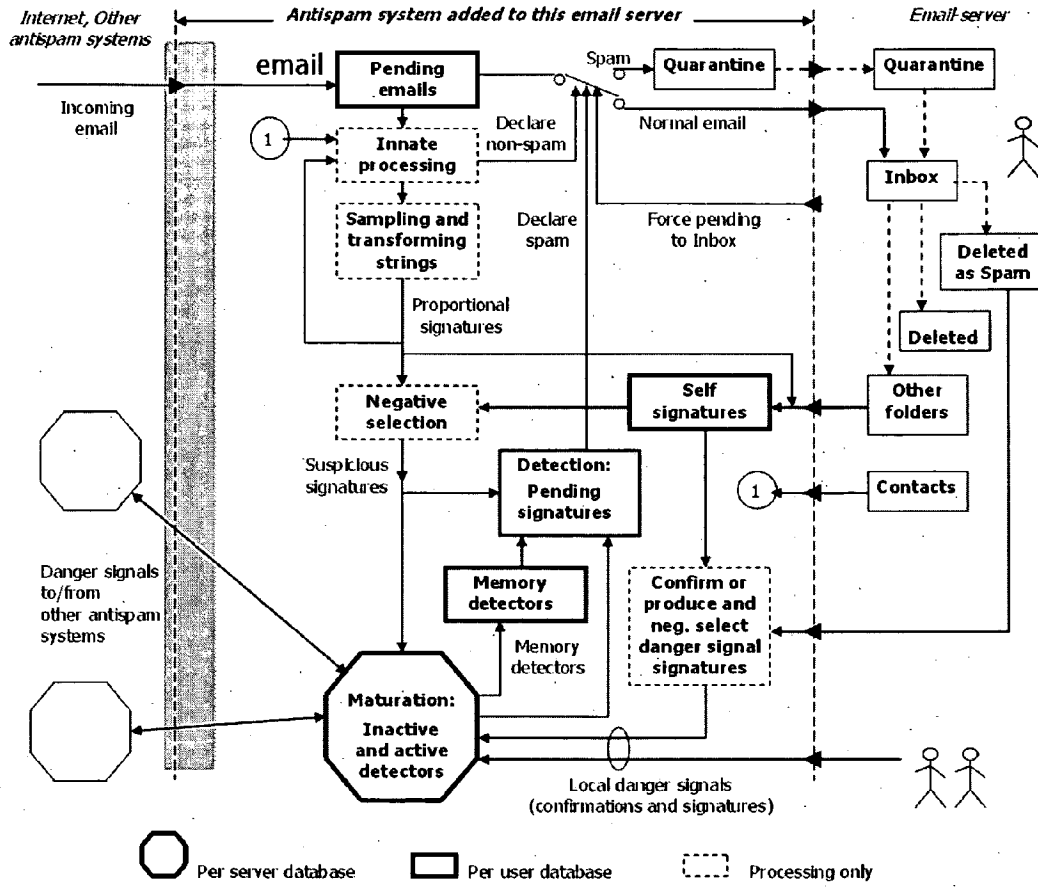 Internet, Other
antispam systems
Antispam system added to this email server
Email server
Incoming
email
email
Pending
emails
Spam
Quarantine
Quarantine
Normal email
1
Innate
processing
Declare
non-spam
Inbox
Sampling and
transforming
strings
Declare
spam
Force pending
to Inbox
Deleted
as Spam
Proportional
signatures
Deleted
Negative
selection
Self
signatures
Other
folders
Suspicious
signatures
Detection:
Pending
signatures
1
Contacts
Danger signals
to/from
other antispam
systems
Memory
detectors
Confirm or
produce and
neg. select
danger signal
signatures
Memory
detectors
Maturation:
Inactive
and active
detectors
Local danger signals
(confirmations and signatures)
Per server database
Per user database
Processing only